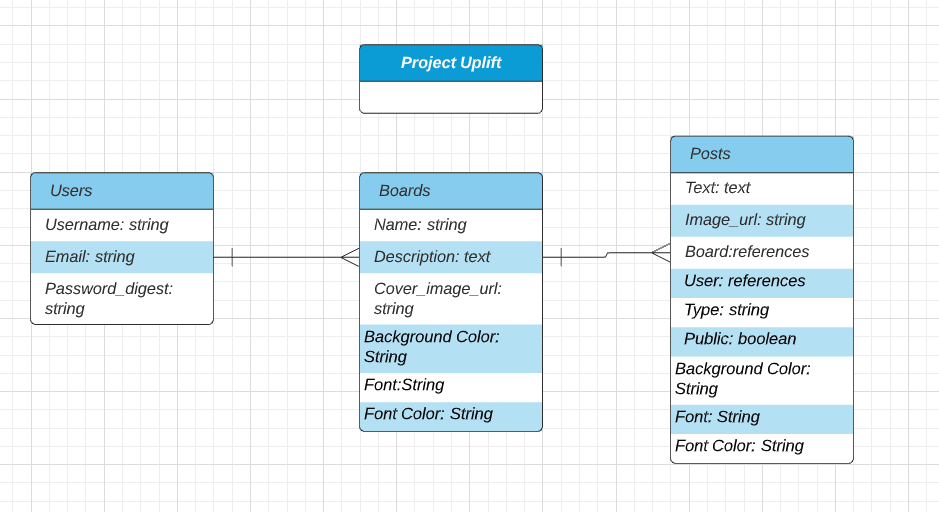 Project Uplift
Users
Username: string
Email: string
Password_digest:
string
Boards
Name: string
Description: text
Cover_image_url:
string
Background Color:
String
Font:String
Font Color: String
Posts
Text: text
Image_url: string
Board:references
User: references
Type: string
Public: boolean
Background Color:
String
Font: String
Font Color: String